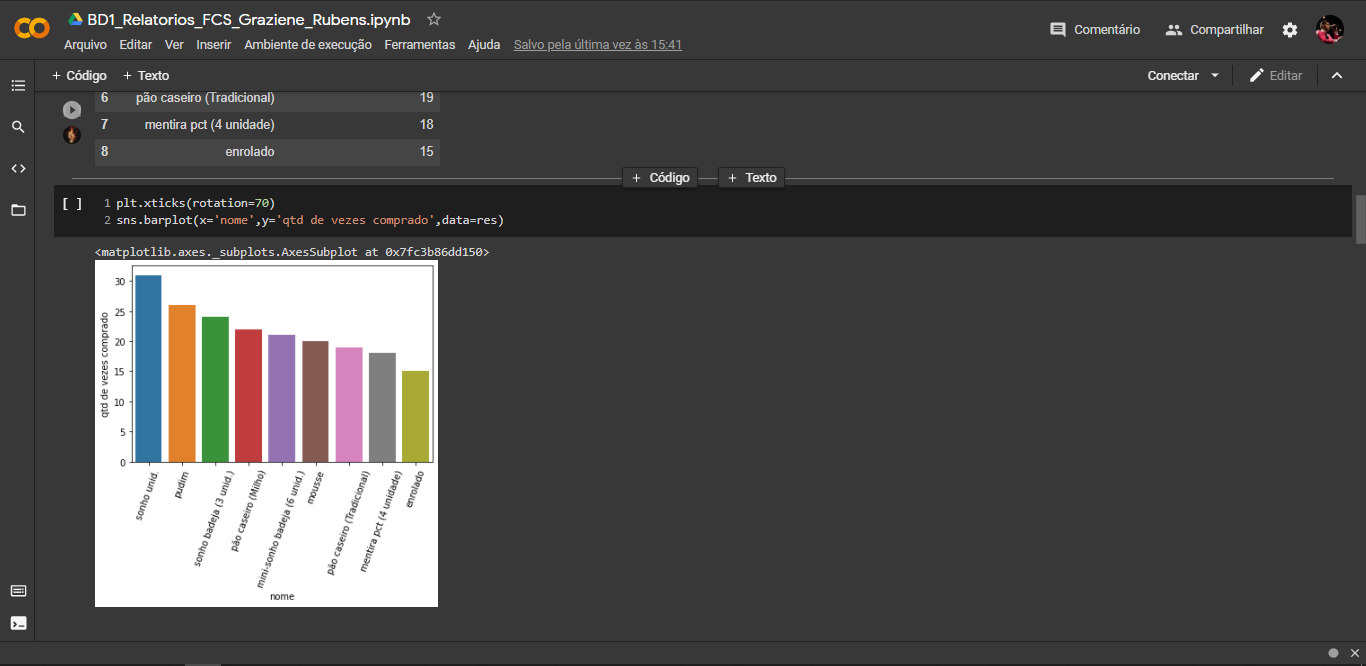 BD1_Relatorios_FCS_Graziene_Rubens.ipynb
Comentário
Compartilhar
Arquivo Editar Ver Inserir Ambiente de execução Ferramentas Ajuda Salvo pela última vez às 15:41
+ Código + Texto
Conectar
Editar
6 pão caseiro (Tradicional) 19
7 mentira pct (4 unidade) 18
8 enrolado 15
+ Código + Texto
[ ]
1 plt.xticks(rotation=70)
2 sns.barplot(x='nome',y='qtd de vezes comprado',data=res)
<matplotlib.axes._subplots.AxesSubplot at 0x7fc3b86dd150>
qtd de vezes comprado
30
25
20
15
10
5
0
sonho unid.
pudim
sonho badeja (3 unid.)
pão caseiro (Milho)
mini-sonho badeja (6 unid.)
mousse
pão caseiro (Tradicional)
mentira pct (4 unidade)
enrolado
nome